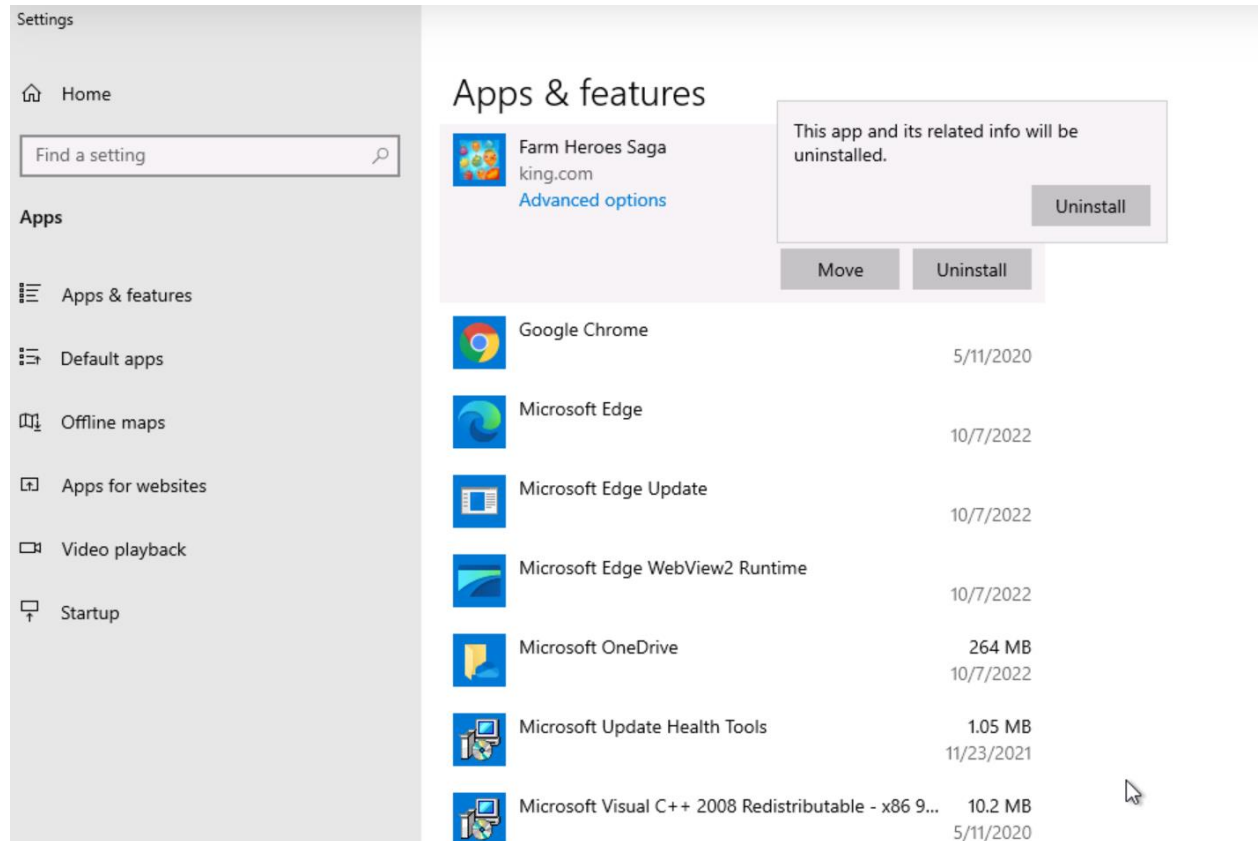 Settings
Home
Find a setting
Apps
Apps & features
Default apps
Offline maps
Apps for websites
Video playback
Startup
Apps & features
Farm Heroes Saga
king.com
Advanced options
This app and its related info will be
uninstalled.
Uninstall
Move Uninstall
Google Chrome
5/11/2020
Microsoft Edge
10/7/2022
Microsoft Edge Update
10/7/2022
Microsoft Edge WebView2 Runtime
10/7/2022
Microsoft OneDrive 264 MB
10/7/2022
Microsoft Update Health Tools 1.05 MB
11/23/2021
Microsoft Visual C++ 2008 Redistributable - x86 9... 10.2 MB
5/11/2020